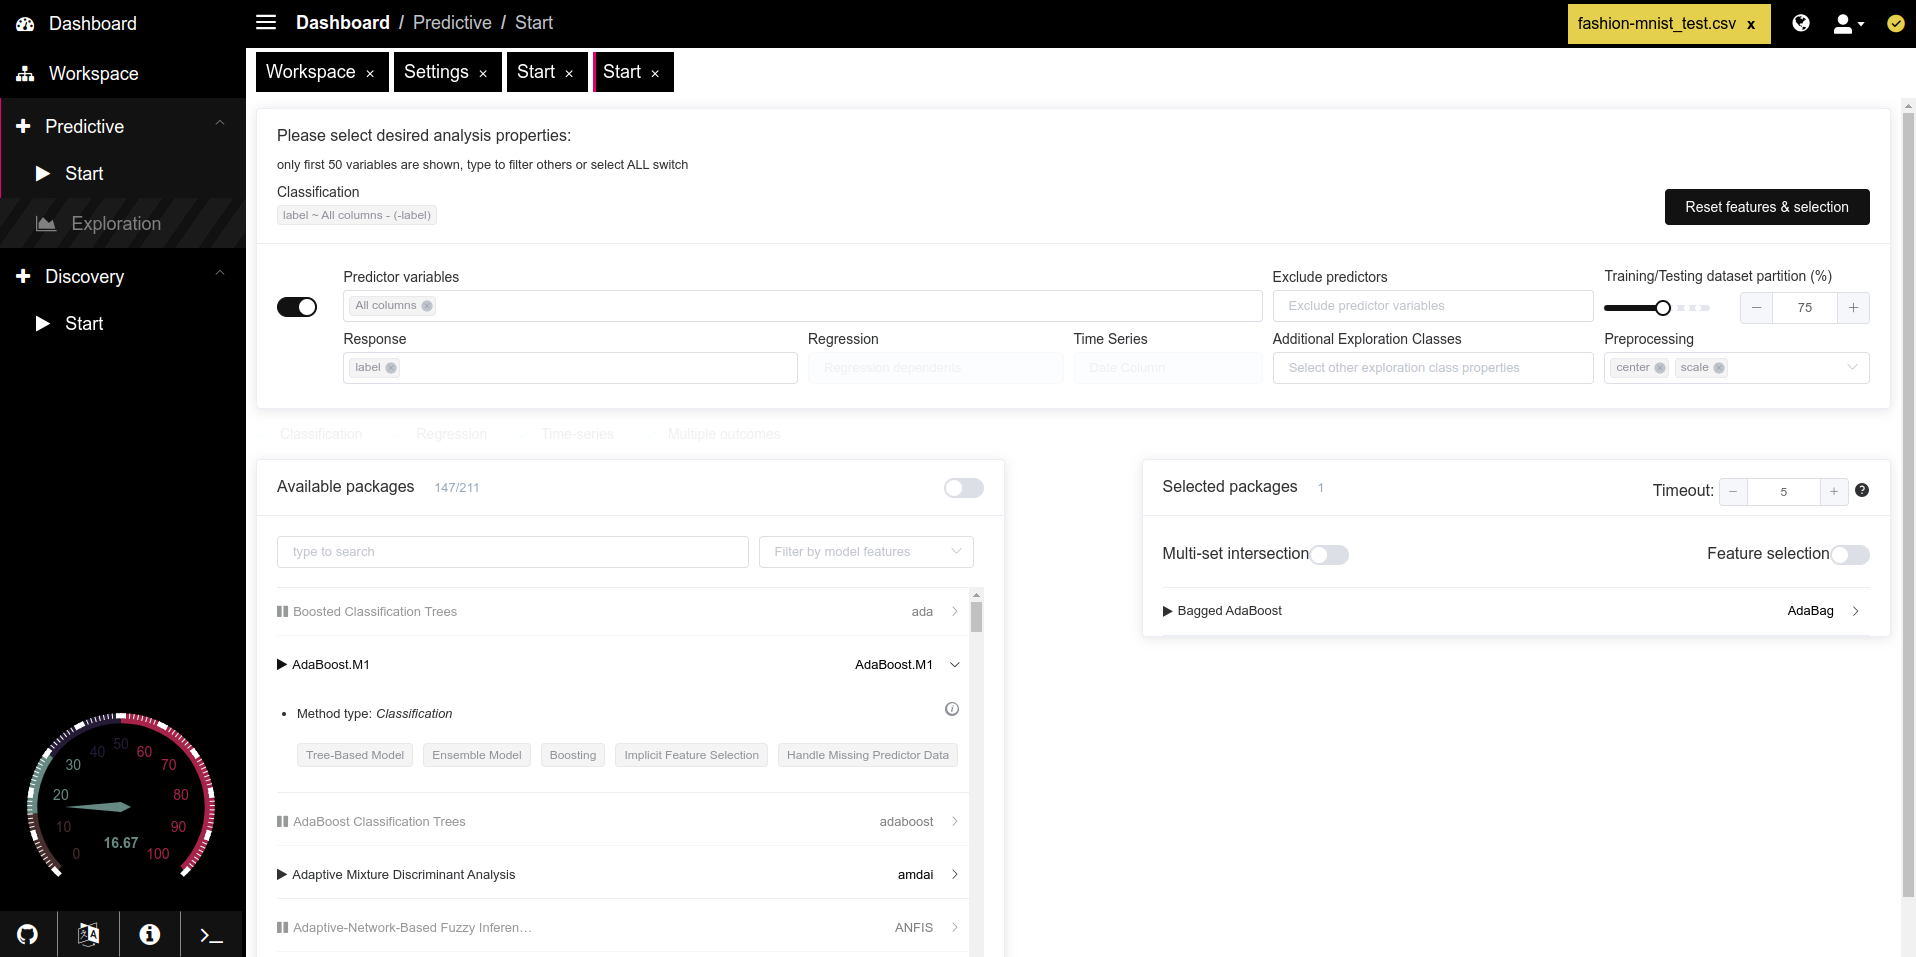 Dashboard
Workspace
Predictive
Start
Exploration
Discovery
Start
0 10 20 30 40 50 60 70 80 90 100
16.67
Dashboard / Predictive / Start
fashion-mnist_test.csv x
Workspace × Settings × Start × Start ×
Please select desired analysis properties:
only first 50 variables are shown, type to filter others or select ALL switch
Classification
label ~ All columns - (-label)
Reset features & selection
Predictor variables Exclude predictors Training/Testing dataset partition (%)
All columns Exclude predictor variables 75
Response Regression Time Series Additional Exploration Classes Preprocessing
label Regression dependents Date Column Select other exploration class properties center scale
Classification Regression Time-series Multiple outcomes
Available packages 147/211
type to search Filter by model features
Boosted Classification Trees ada
AdaBoost.M1 AdaBoost.M1
Method type: Classification
Tree-Based Model Ensemble Model Boosting Implicit Feature Selection Handle Missing Predictor Data
AdaBoost Classification Trees adaboost
Adaptive Mixture Discriminant Analysis amdai
Adaptive-Network-Based Fuzzy Inferen… ANFIS
Selected packages 1 Timeout: 5
Multi-set intersection Feature selection
Bagged AdaBoost AdaBag